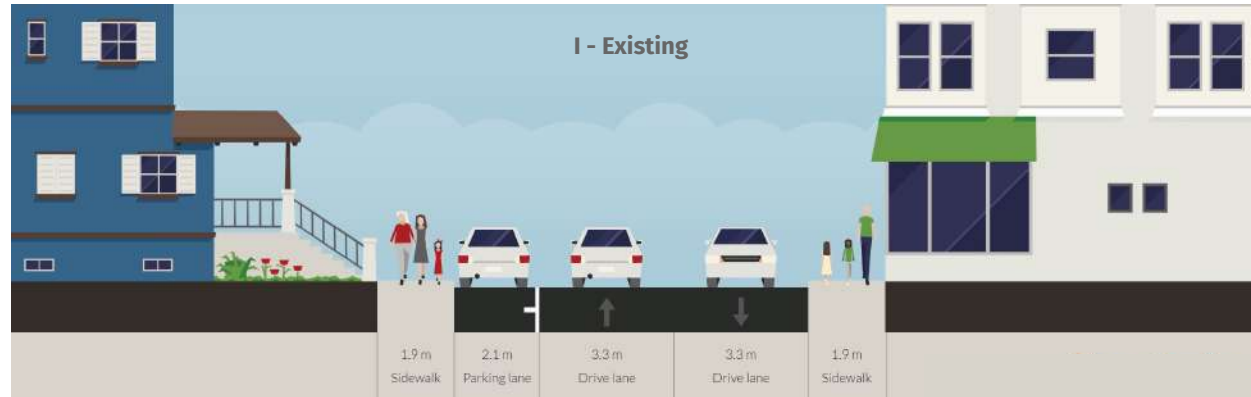 I - Existing
1.9 m 2.1 m 3.3 m 3.3 m 1.9 m
Sidewalk Parking lane Drive lane Drive lane Sidewalk